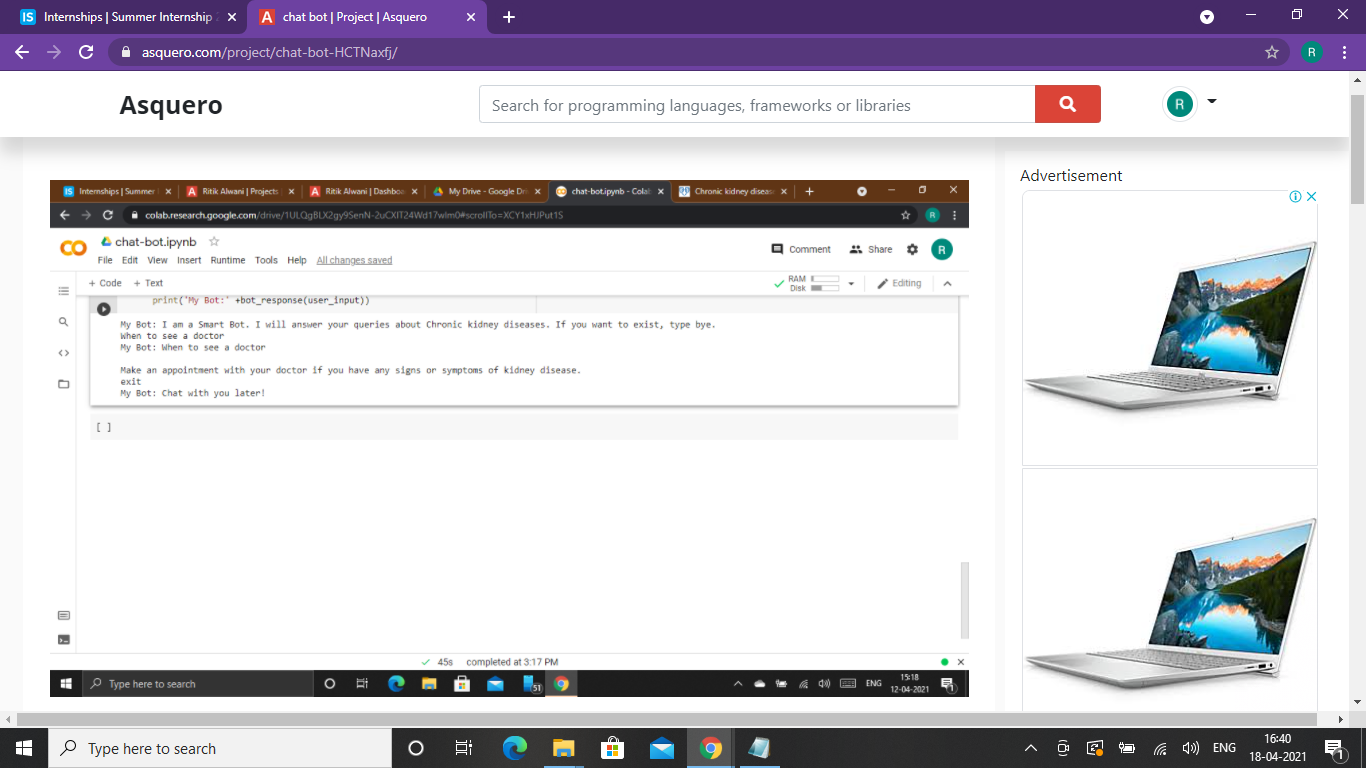 Internships | Summer Internship
chat bot | Project | Asquero
asquero.com/project/chat-bot-HCTNaxfj/
R
Asquero
Search for programming languages, frameworks or libraries
R
Advertisement
Internships | Summer
Ritik Alwani | Projects
Ritik Alwani | Dashboa
My Drive - Google Dri
chat-bot.ipynb - Colab
Chronic kidney diseas
colab.research.google.com/drive/1ULQgBLX2gy9SenN-2uCXIT24Wd17wIm0#scrollTo=XCY1xHJPut1S
R
chat-bot.ipynb
Comment
Share
R
File Edit View Insert Runtime Tools Help All changes saved
+ Code + Text
RAM
Disk
Editing
print('My Bot:' +bot_response(user_input))
My Bot: I am a Smart Bot. I will answer your queries about Chronic kidney diseases. If you want to exist, type bye.
When to see a doctor
My Bot: When to see a doctor
Make an appointment with your doctor if you have any signs or symptoms of kidney disease.
exit
My Bot: Chat with you later!
[ ]
45s completed at 3:17 PM
Type here to search
51
ENG
15:18
12-04-2021
1
Type here to search
ENG
16:40
18-04-2021
1